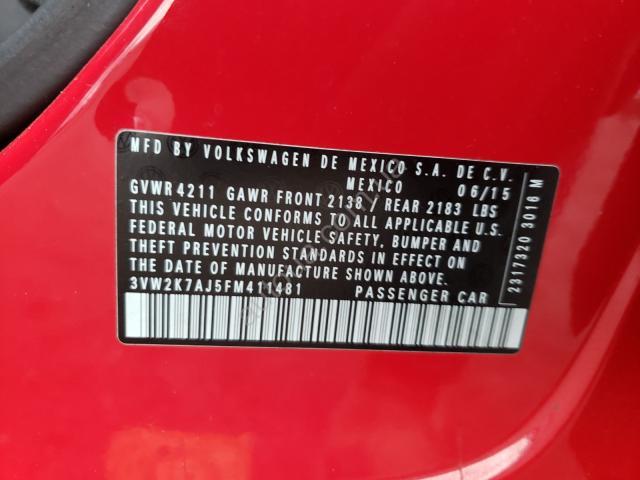 MFD BY VOLKSWAGEN DE MEXICO S.A. DE C.V.
MEXICO 06/15
GVWR 4211 GAWR FRONT 2138 / REAR 2183 LBS
THIS VEHICLE CONFORMS TO ALL APPLICABLE U.S.
FEDERAL MOTOR VEHICLE SAFETY, BUMPER AND
THEFT PREVENTION STANDARDS IN EFFECT ON
THE DATE OF MANUFACTURE SHOWN ABOVE.
3VW2K7AJ5FM411481 PASSENGER CAR
2317320 3016 M